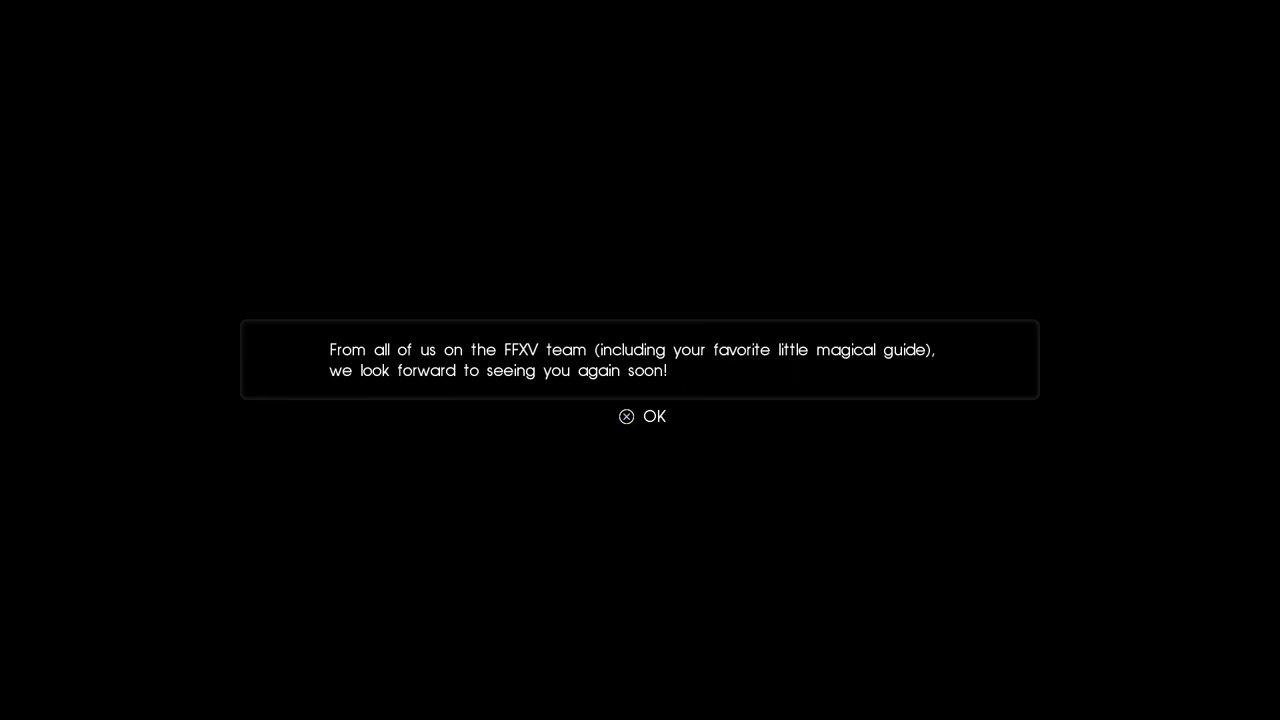 From all of us on the FFXV team (including your favorite little magical guide),
we look forward to seeing you again soon!
OK